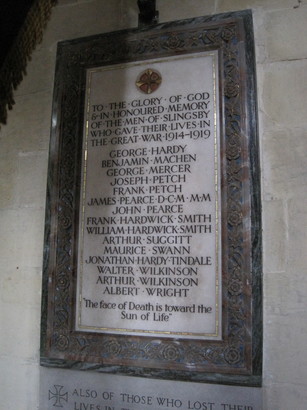 TO · THE · GLORY · OF · GOD
& · IN · HONOURED · MEMORY
OF · THE · MEN · OF · SLINGSBY
WHO · GAVE · THEIR · LIVES · IN
THE · GREAT · WAR · 1914–1919
GEORGE · HARDY
BENJAMIN · MACHEN
GEORGE · MERCER
JOSEPH · PETCH
FRANK · PETCH
JAMES · PEARCE · D · C · M · M · M
JOHN · PEARCE
FRANK · HARDWICK · SMITH
WILLIAM · HARDWICK · SMITH
ARTHUR · SUGGITT
MAURICE · SWANN
JONATHAN · HARDY · TINDALE
WALTER · WILKINSON
ARTHUR · WILKINSON
ALBERT · WRIGHT
"The face of Death is toward the
Sun of Life"
ALSO OF THOSE WHO LOST THEIR
LIVES IN